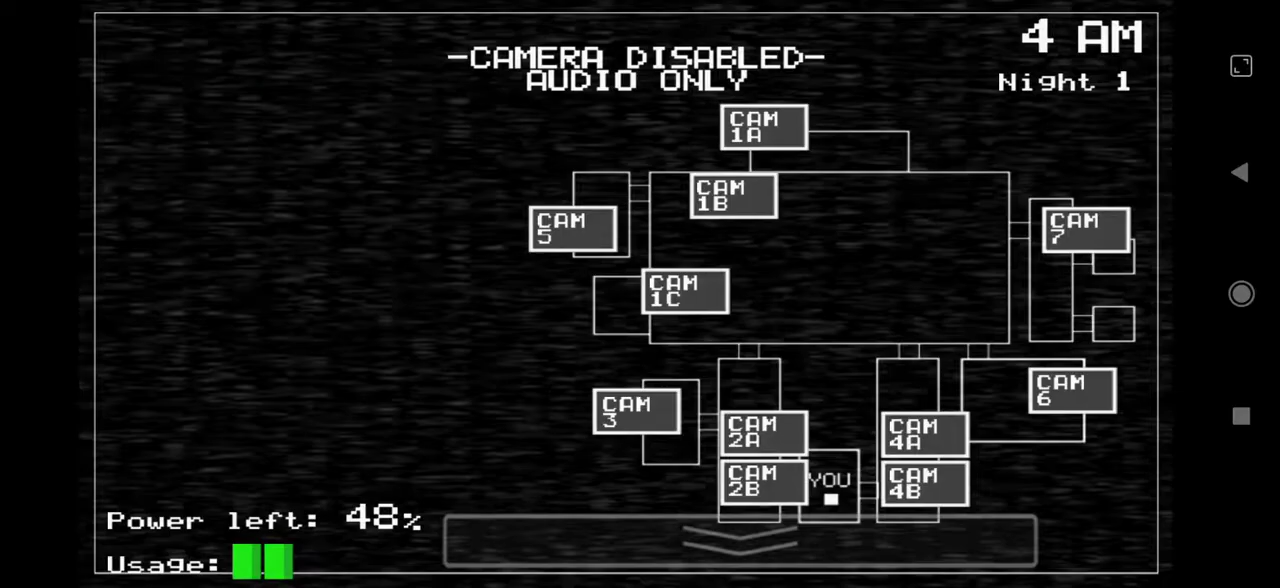 4 AM
-CAMERA DISABLED-
AUDIO ONLY
Night 1
CAM
1A
CAM
1B
CAM
5
CAM
7
CAM
1C
CAM
6
CAM
3
CAM
2A
CAM
4A
CAM
2B
YOU
CAM
4B
Power left: 48%
Usage: